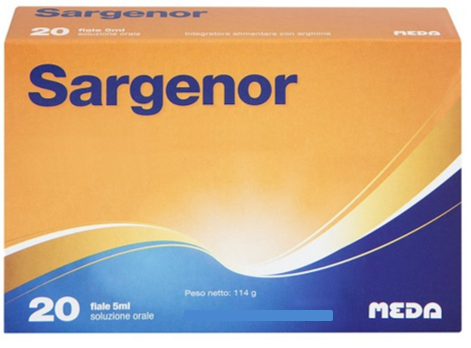 Sargenor
20 fiale 5ml
soluzione orale
Integratore alimentare con arginina
MEDA
Sargenor
Peso netto: 114 g
20 fiale 5ml
soluzione orale
MEDA